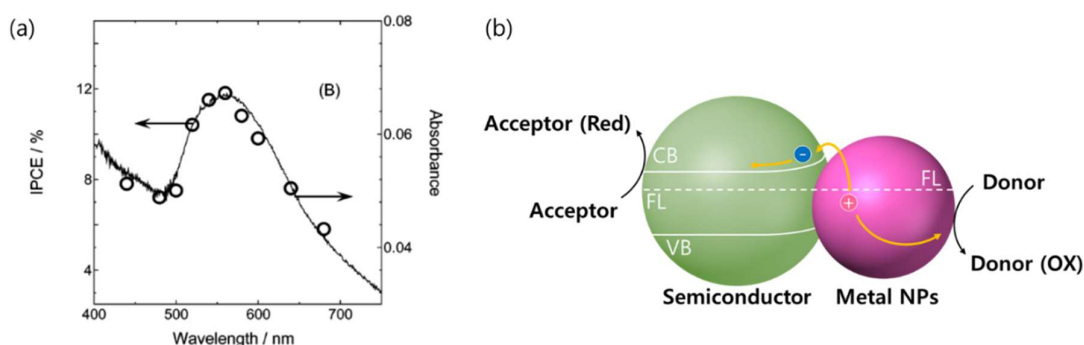 (a)
0.08
12
(B)
IPCE / %
8
0.06
Absorbance
0.04
4
400 500 600 700
Wavelength / nm
(b)
Acceptor (Red)
CB
−
FL
FL
Donor
Acceptor
+
VB
Donor (OX)
Semiconductor
Metal NPs